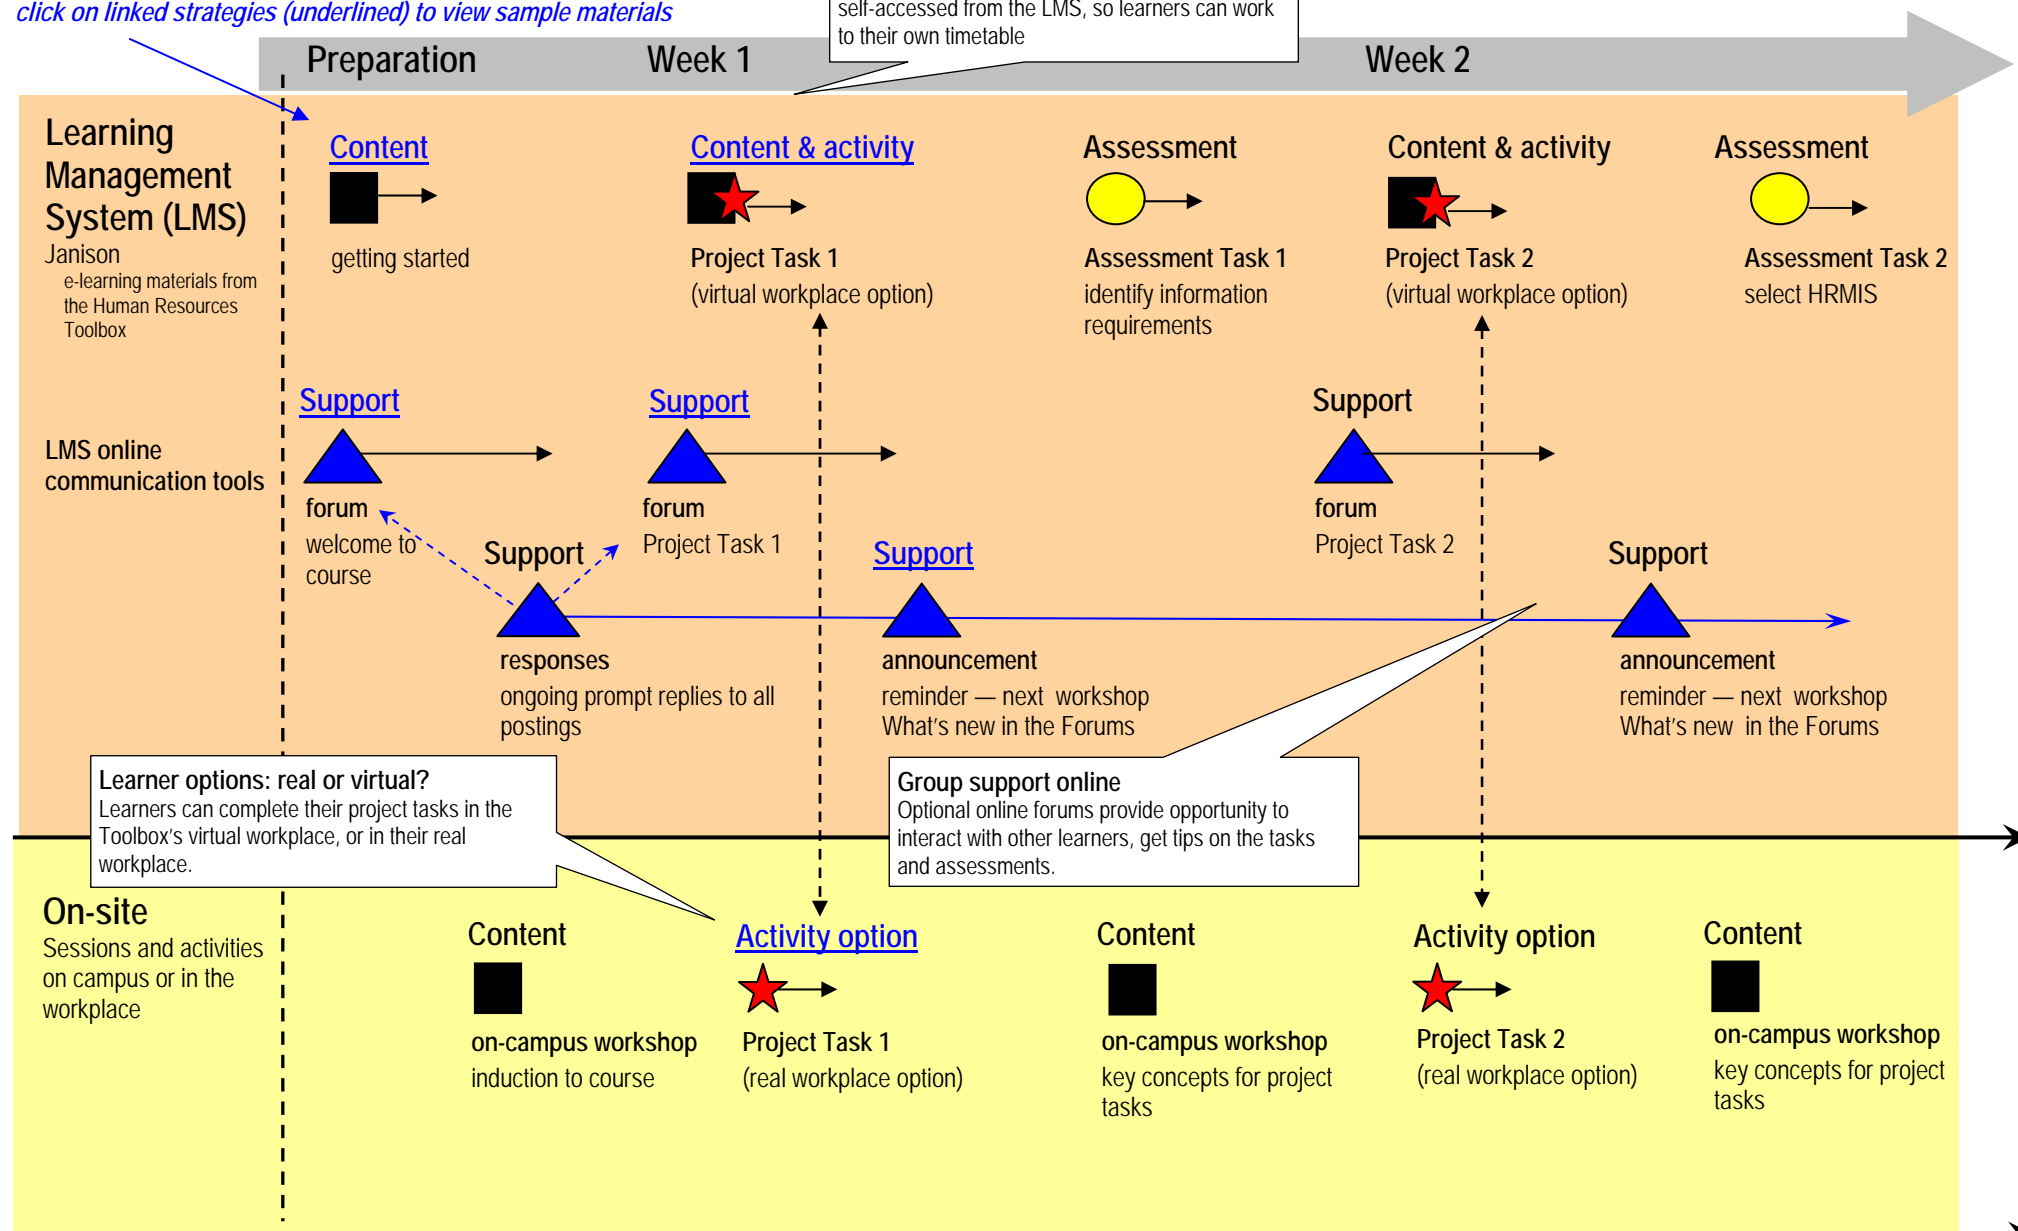 click on linked strategies (underlined) to view sample materials
self-accessed from the LMS, so learners can work
to their own timetable
Preparation
Week 1
Week 2
Learning
Management
System (LMS)
Janison
e-learning materials from
the Human Resources
Toolbox
Content
getting started
Content & activity
Project Task 1
(virtual workplace option)
Assessment
Assessment Task 1
identify information
requirements
Content & activity
Project Task 2
(virtual workplace option)
Assessment
Assessment Task 2
select HRMIS
LMS online
communication tools
Support
forum
welcome to
course
Support
forum
Project Task 1
Support
forum
Project Task 2
Support
responses
ongoing prompt replies to all
postings
Support
announcement
reminder — next workshop
What's new in the Forums
Support
announcement
reminder — next workshop
What's new in the Forums
Learner options: real or virtual?
Learners can complete their project tasks in the
Toolbox's virtual workplace, or in their real
workplace.
Group support online
Optional online forums provide opportunity to
interact with other learners, get tips on the tasks
and assessments.
On-site
Sessions and activities
on campus or in the
workplace
Content
on-campus workshop
induction to course
Activity option
Project Task 1
(real workplace option)
Content
on-campus workshop
key concepts for project
tasks
Activity option
Project Task 2
(real workplace option)
Content
on-campus workshop
key concepts for project
tasks